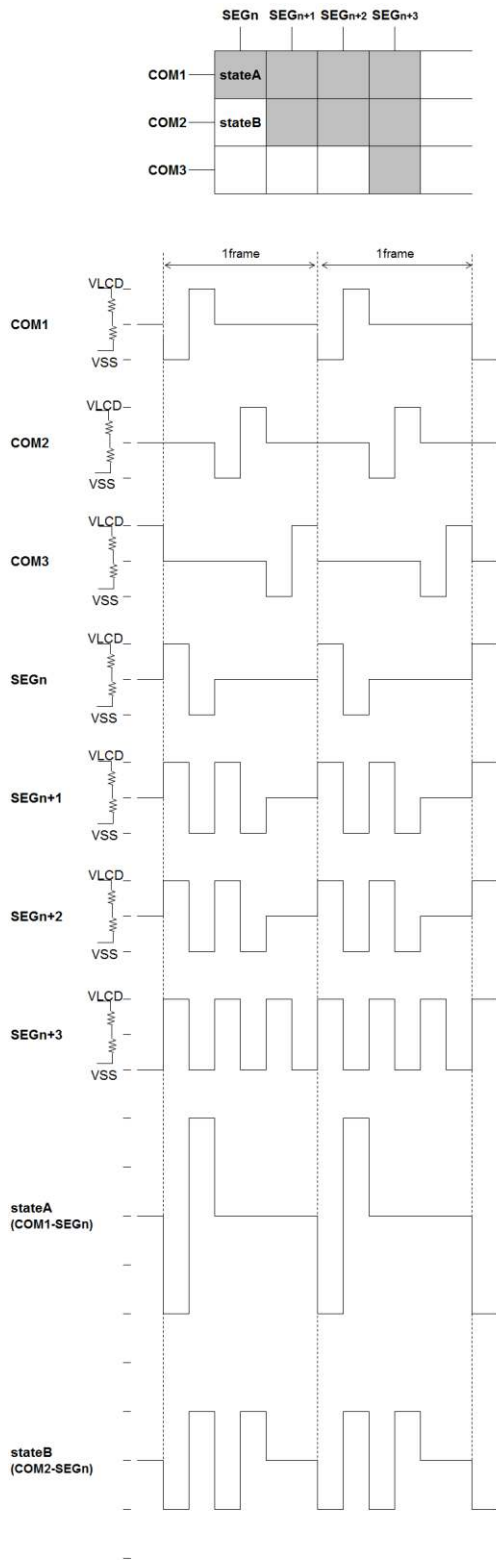 SEGn SEGn+1 SEGn+2 SEGn+3
COM1 stateA
COM2 stateB
COM3
1frame 1frame
VLCD
COM1
VSS
VLCD
COM2
VSS
VLCD
COM3
VSS
VLCD
SEGn
VSS
VLCD
SEGn+1
VSS
VLCD
SEGn+2
VSS
VLCD
SEGn+3
VSS
stateA
(COM1-SEGn)
stateB
(COM2-SEGn)